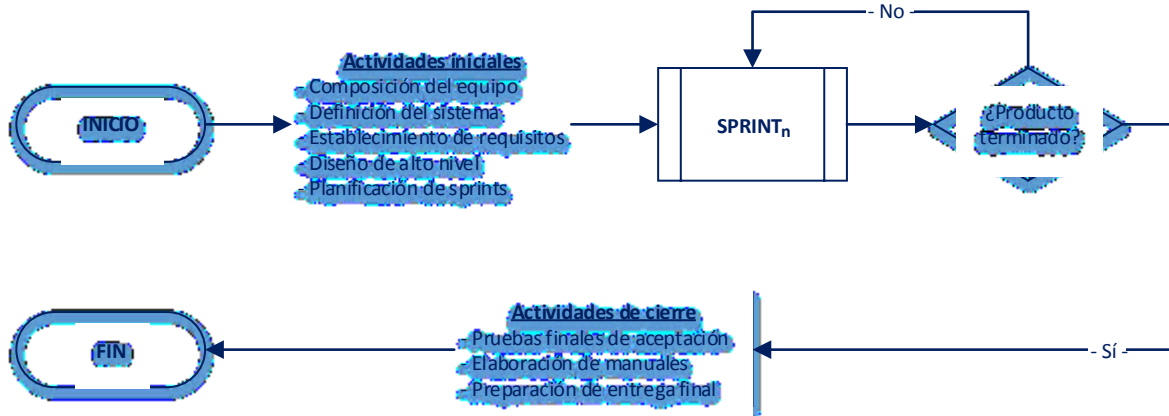 - No -
Actividades iniciales
INICIO
- Composición del equipo
- Definición del sistema
- Establecimiento de requisitos
- Diseño de alto nivel
- Planificación de sprints
SPRINTn
¿Producto
terminado?
Actividades de cierre
FIN
- Pruebas finales de aceptación
- Elaboración de manuales
- Preparación de entrega final
- Sí -